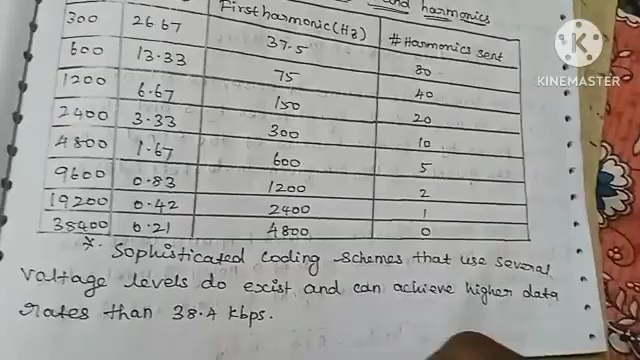 and harmonics
First harmonic (Hz) # Harmonics sent
300 26.67 37.5 80
600 13.33 75 40
1200 6.67 150 20
2400 3.33 300 10
4800 1.67 600 5
9600 0.83 1200 2
19200 0.42 2400 1
38400 0.21 4800 0
*. Sophisticated coding schemes that use several
voltage levels do exist and can achieve higher data
rates than 38.4 kbps.
KINEMASTER